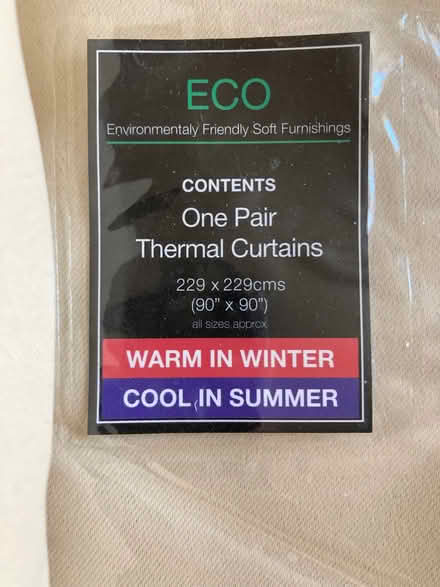 ECO
Environmentaly Friendly Soft Furnishings
CONTENTS
One Pair
Thermal Curtains
229 x 229cms
(90" x 90")
all sizes approx
WARM IN WINTER
COOL IN SUMMER